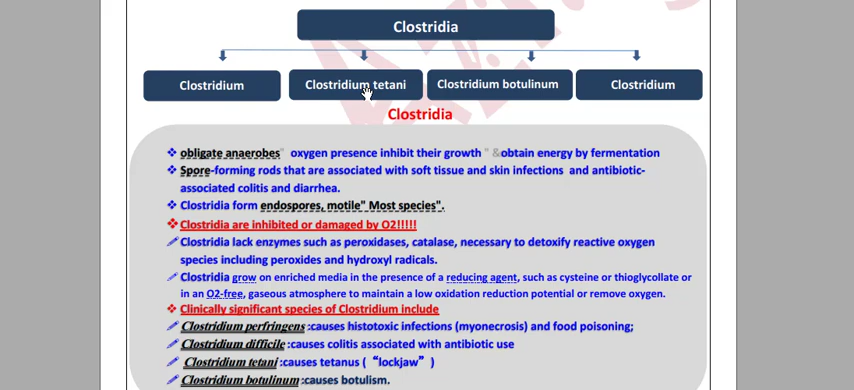 Clostridia
Clostridium
Clostridium tetani
Clostridium botulinum
Clostridium
Clostridia
❖ obligate anaerobes" oxygen presence inhibit their growth " &obtain energy by fermentation
❖ Spore-forming rods that are associated with soft tissue and skin infections and antibiotic-
associated colitis and diarrhea.
❖ Clostridia form endospores, motile" Most species".
❖Clostridia are inhibited or damaged by O2!!!!!
Clostridia lack enzymes such as peroxidases, catalase, necessary to detoxify reactive oxygen
species including peroxides and hydroxyl radicals.
Clostridia grow on enriched media in the presence of a reducing agent, such as cysteine or thioglycollate or
in an O2-free, gaseous atmosphere to maintain a low oxidation reduction potential or remove oxygen.
❖ Clinically significant species of Clostridium include
Clostridium perfringens :causes histotoxic infections (myonecrosis) and food poisoning;
Clostridium difficile :causes colitis associated with antibiotic use
Clostridium tetani :causes tetanus ( “lockjaw” )
Clostridium botulinum :causes botulism.